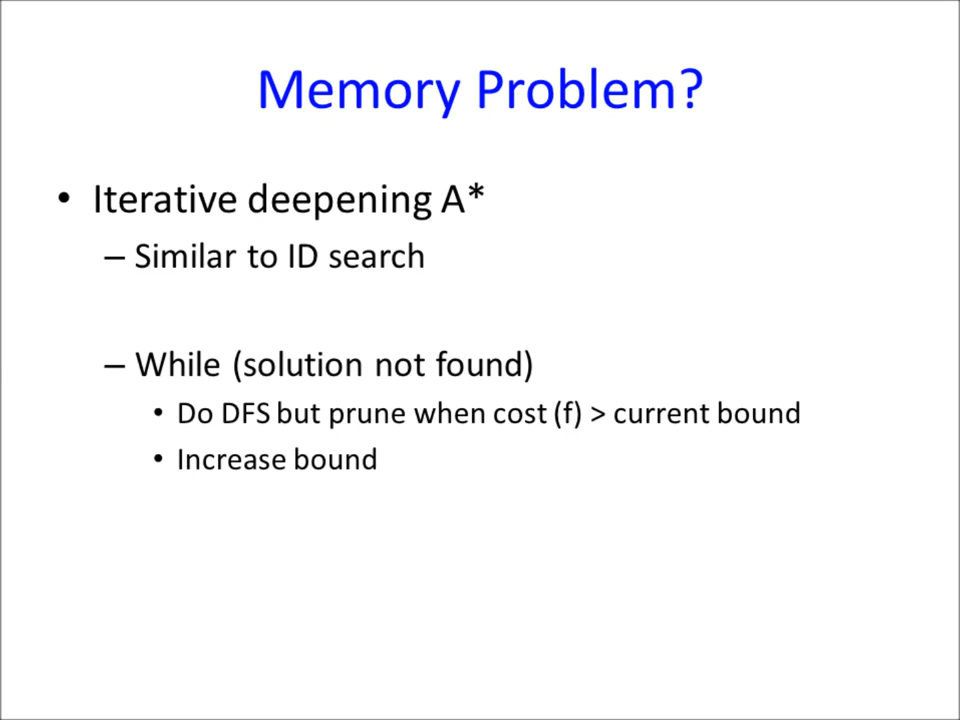 Memory Problem?
• Iterative deepening A*
– Similar to ID search
– While (solution not found)
• Do DFS but prune when cost (f) > current bound
• Increase bound